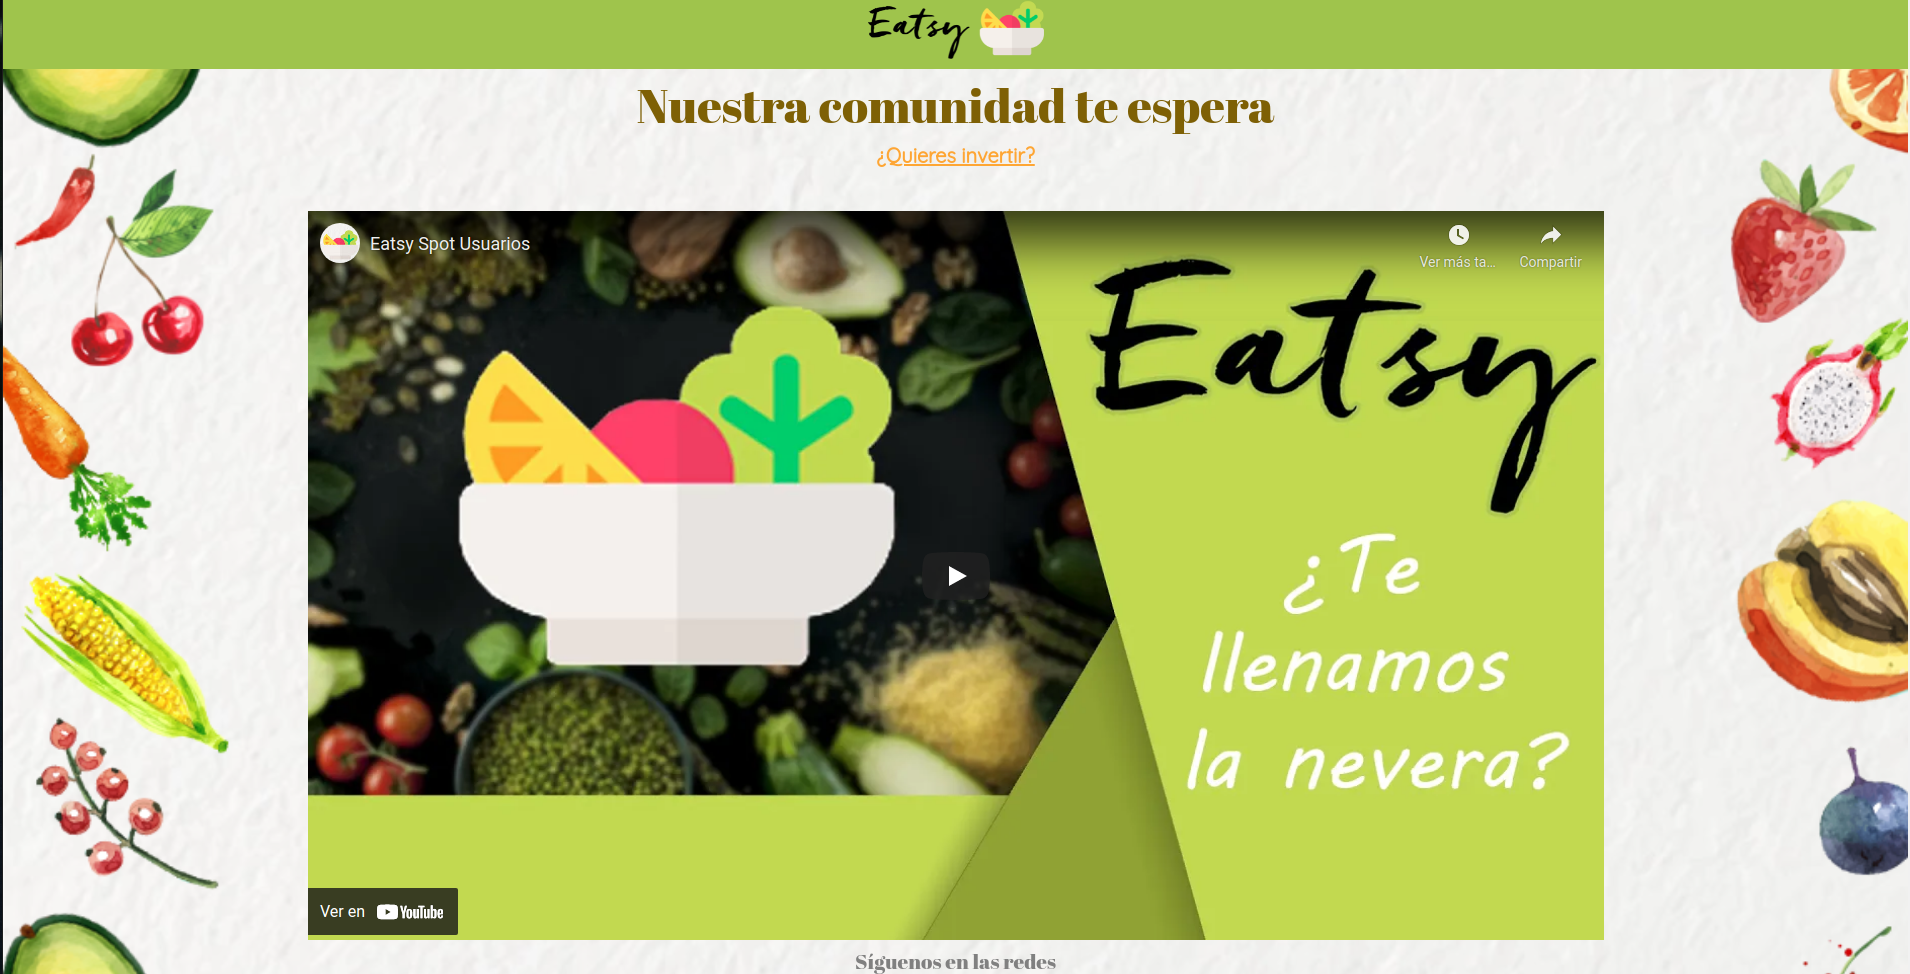 Eatsy
Nuestra comunidad te espera
¿Quieres invertir?
Eatsy Spot Usuarios
Ver más ta...
Compartir
Eatsy
¿Te
llenamos
la nevera?
Ver en YouTube
Síguenos en las redes